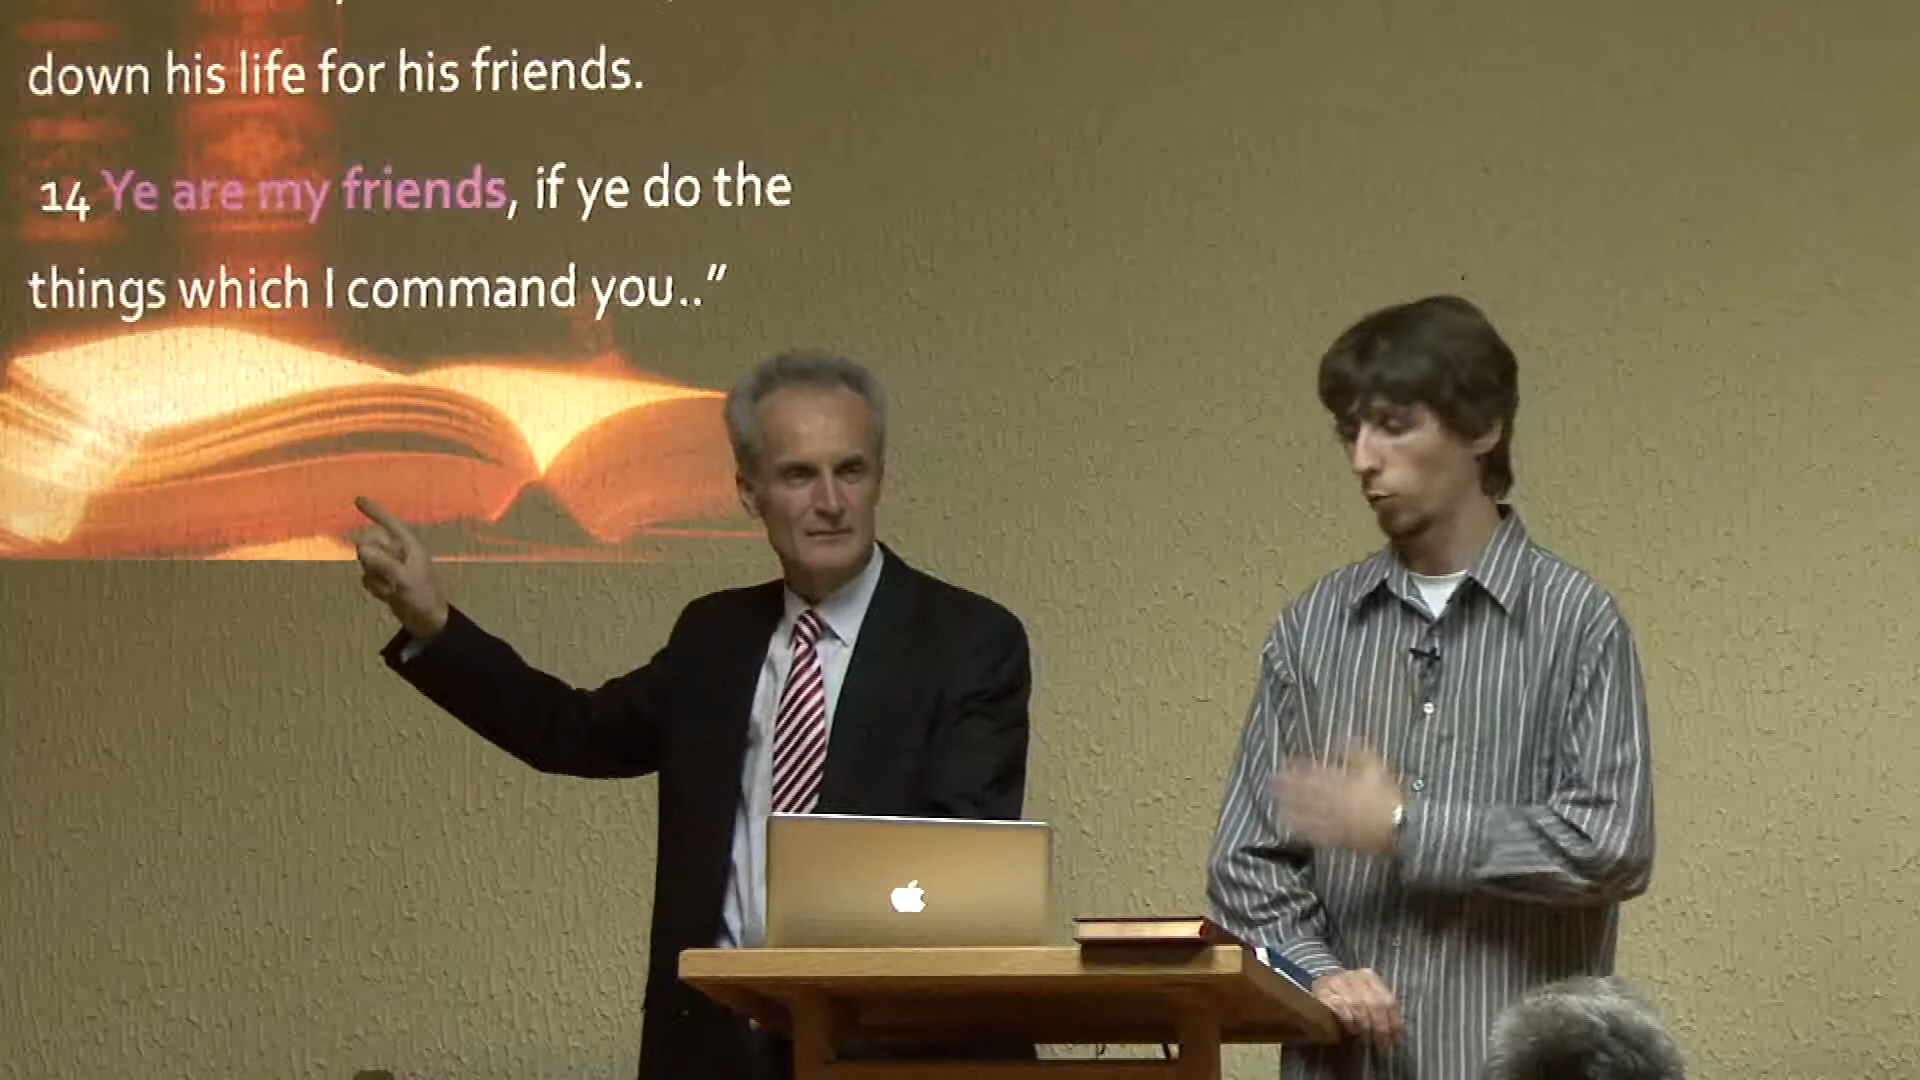 down his life for his friends.
14 Ye are my friends, if ye do the
things which I command you..”